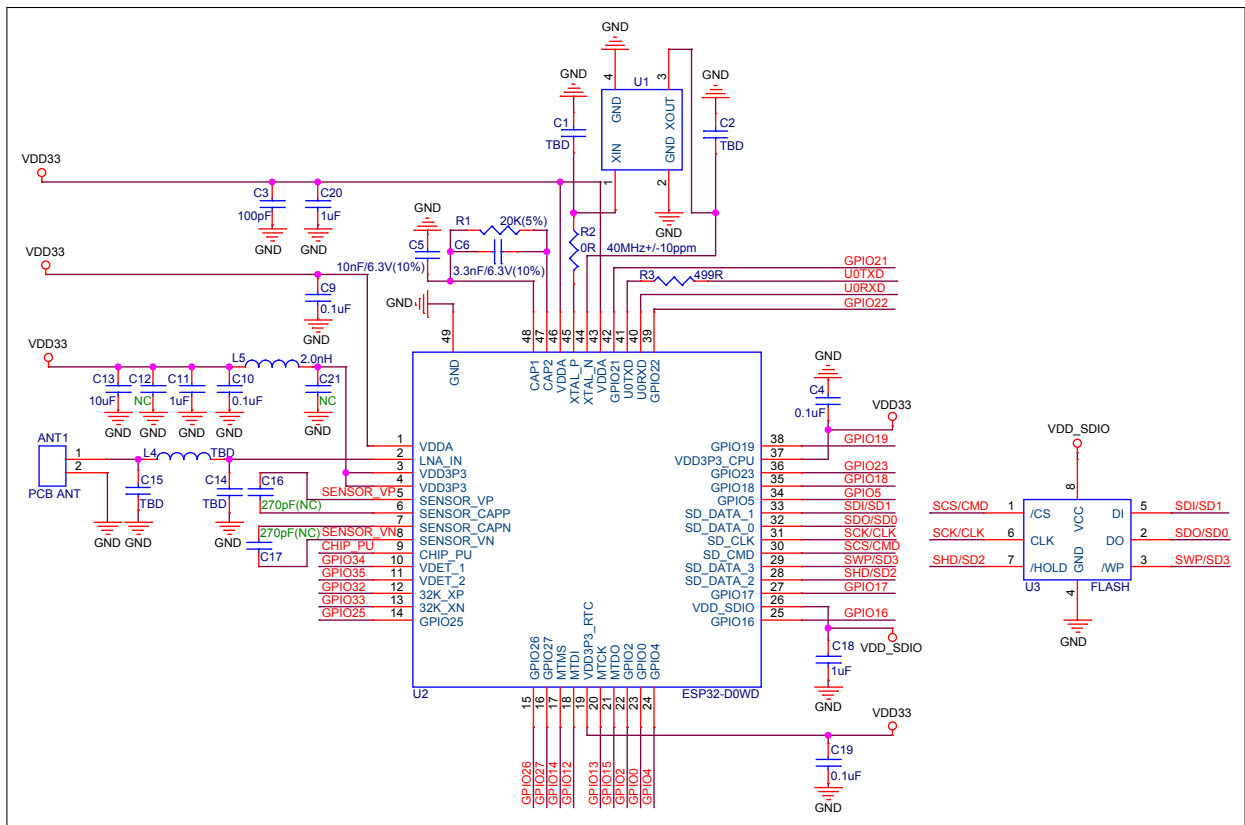 GND
GND
GND
U1
4
3
GND
XOUT
XIN
GND
1
2
C1
TBD
C2
TBD
GND
VDD33
C3
100pF
GND
C20
1uF
GND
GND
R1
20K(5%)
C5
C6
10nF/6.3V(10%)
3.3nF/6.3V(10%)
R2
0R
40MHz+/-10ppm
VDD33
C9
0.1uF
GND
GND
R3
499R
GPIO21
U0TXD
U0RXD
GPIO22
49
48
47
46
45
44
43
42
41
40
39
GND
CAP1
CAP2
VDDA
XTAL_P
XTAL_N
VDDA
GPIO21
U0TXD
U0RXD
GPIO22
VDD33
L5
2.0nH
C13
10uF
GND
C12
NC
GND
C11
1uF
GND
C10
0.1uF
GND
C21
NC
GND
ANT1
1
2
PCB ANT
L4
TBD
C15
TBD
C14
TBD
GND
GND
GND
C16
270pF(NC)
SENSOR_VP
270pF(NC)
SENSOR_VN
C17
CHIP_PU
GPIO34
GPIO35
GPIO32
GPIO33
GPIO25
1 VDDA
2 LNA_IN
3 VDD3P3
4 VDD3P3
5 SENSOR_VP
6 SENSOR_CAPP
7 SENSOR_CAPN
8 SENSOR_VN
9 CHIP_PU
10 VDET_1
11 VDET_2
12 32K_XP
13 32K_XN
14 GPIO25
GND
C4
0.1uF
VDD33
GPIO19 38 GPIO19
VDD3P3_CPU 37
GPIO23 36 GPIO23
GPIO18 35 GPIO18
GPIO5 34 GPIO5
SD_DATA_1 33 SDI/SD1
SD_DATA_0 32 SDO/SD0
SD_CLK 31 SCK/CLK
SD_CMD 30 SCS/CMD
SD_DATA_3 29 SWP/SD3
SD_DATA_2 28 SHD/SD2
GPIO17 27 GPIO17
VDD_SDIO 26
GPIO16 25 GPIO16
VDD_SDIO
C18
1uF
GND
GPIO26
GPIO27
MTMS
MTDI
VDD3P3_RTC
MTCK
MTDO
GPIO2
GPIO0
GPIO4
U2
ESP32-D0WD
15
16
17
18
19
20
21
22
23
24
GPIO26
GPIO27
GPIO14
GPIO12
GPIO13
GPIO15
GPIO2
GPIO0
GPIO4
VDD33
C19
0.1uF
GND
VDD_SDIO
8
VCC
SCS/CMD 1 /CS
SCK/CLK 6 CLK
SHD/SD2 7 /HOLD
DI 5 SDI/SD1
DO 2 SDO/SD0
/WP 3 SWP/SD3
GND
U3
4
FLASH
GND